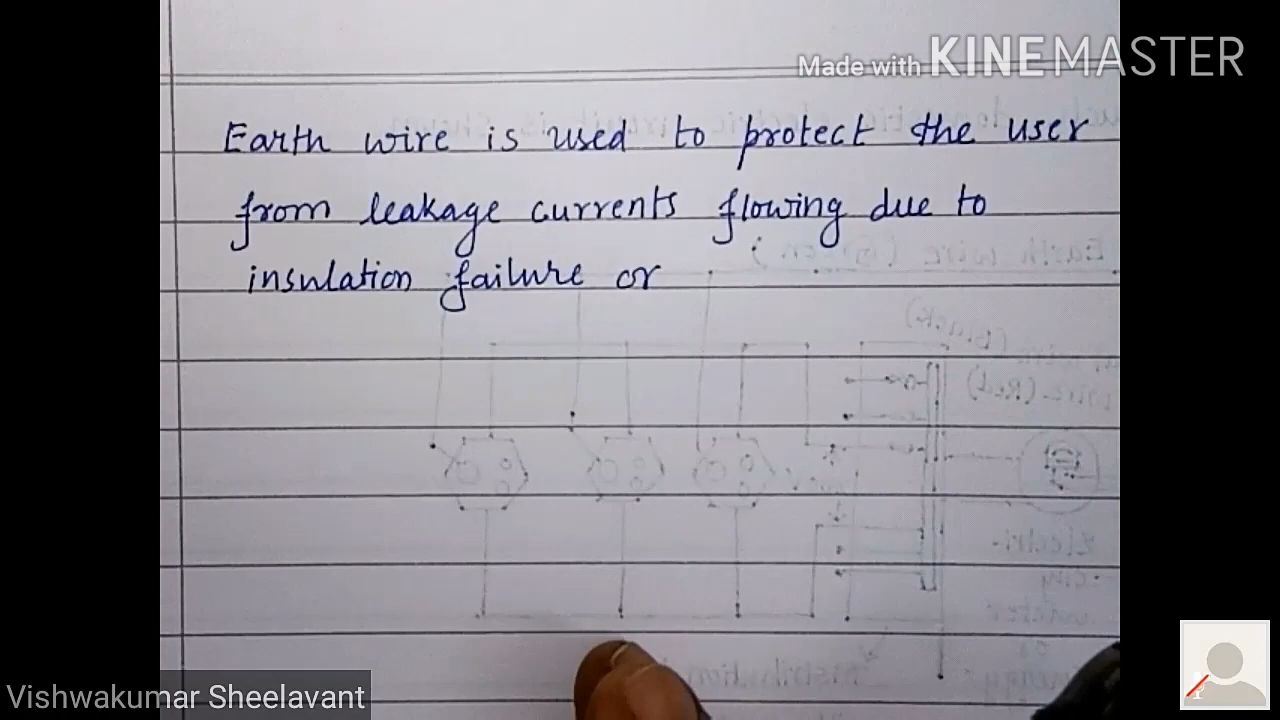 Made with KINEMASTER
Earth wire is used to protect the user
from leakage currents flowing due to
insulation failure or
Vishwakumar Sheelavant